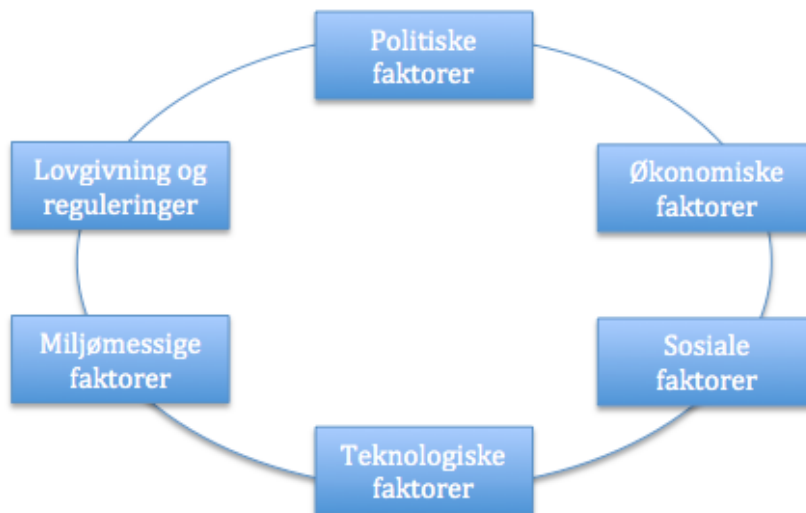 Politiske
faktorer
Økonomiske
faktorer
Sosiale
faktorer
Teknologiske
faktorer
Miljømessige
faktorer
Lovgivning og
reguleringer